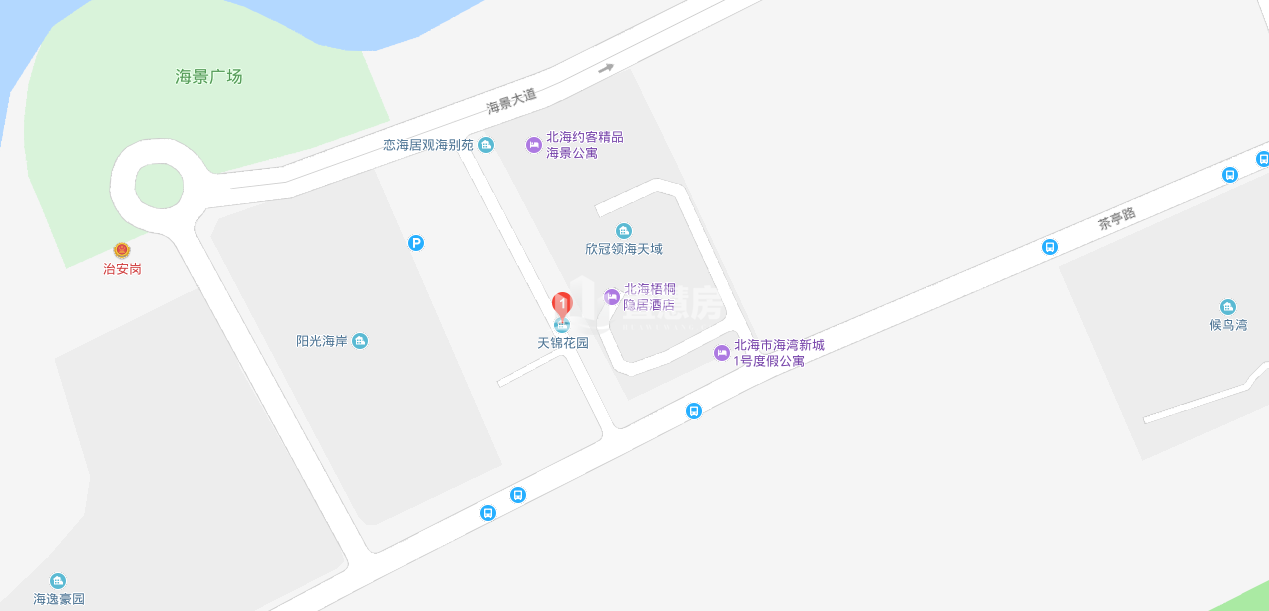 海景广场
海景大道
恋海居观海别苑
北海约客精品
海景公寓
茶亭路
欣冠领海天域
治安岗
P
北海梧桐
隐居酒店
1
候鸟湾
阳光海岸
天锦花园
北海市海湾新城
1号度假公寓
海逸豪园